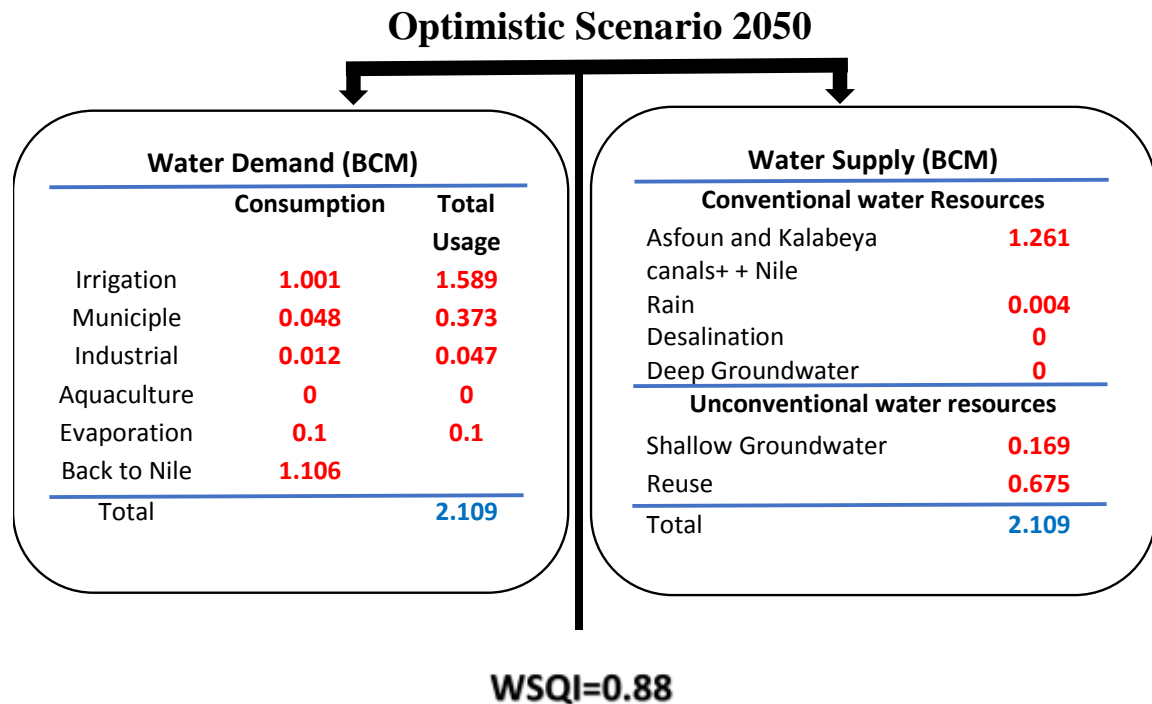 Optimistic Scenario 2050
Water Demand (BCM)
Consumption Total
Usage
Irrigation 1.001 1.589
Municiple 0.048 0.373
Industrial 0.012 0.047
Aquaculture 0 0
Evaporation 0.1 0.1
Back to Nile 1.106
Total 2.109
Water Supply (BCM)
Conventional water Resources
Asfoun and Kalabeya 1.261
canals+ + Nile
Rain 0.004
Desalination 0
Deep Groundwater 0
Unconventional water resources
Shallow Groundwater 0.169
Reuse 0.675
Total 2.109
WSQI=0.88